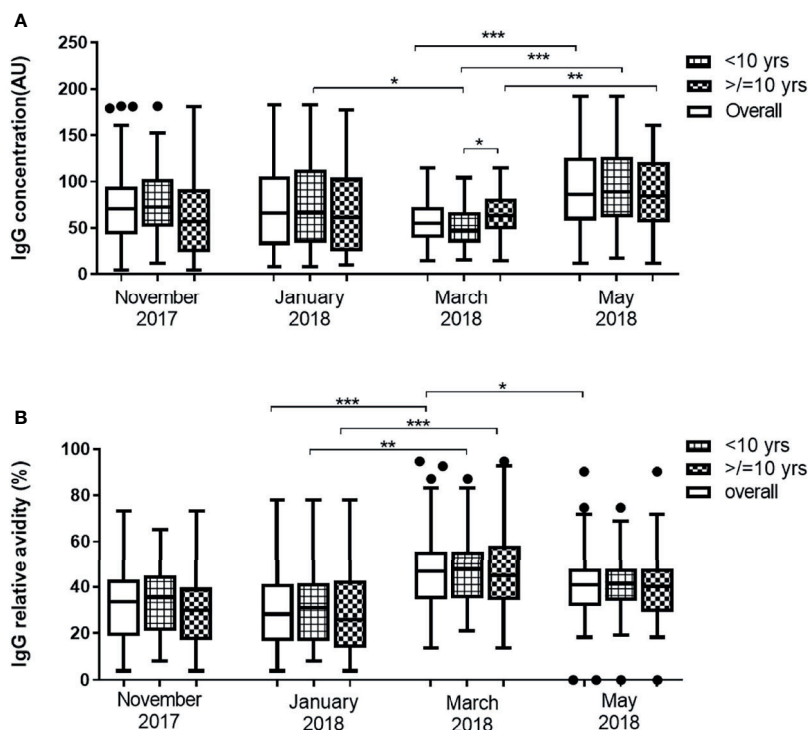 A
IgG concentration(AU)
250
200
150
100
50
0
***
***
*
**
*
<10 yrs
>/=10 yrs
Overall
November
2017
January
2018
March
2018
May
2018
B
IgG relative avidity (%)
100
80
60
40
20
0
*
***
***
**
<10 yrs
>/=10 yrs
overall
November
2017
January
2018
March
2018
May
2018